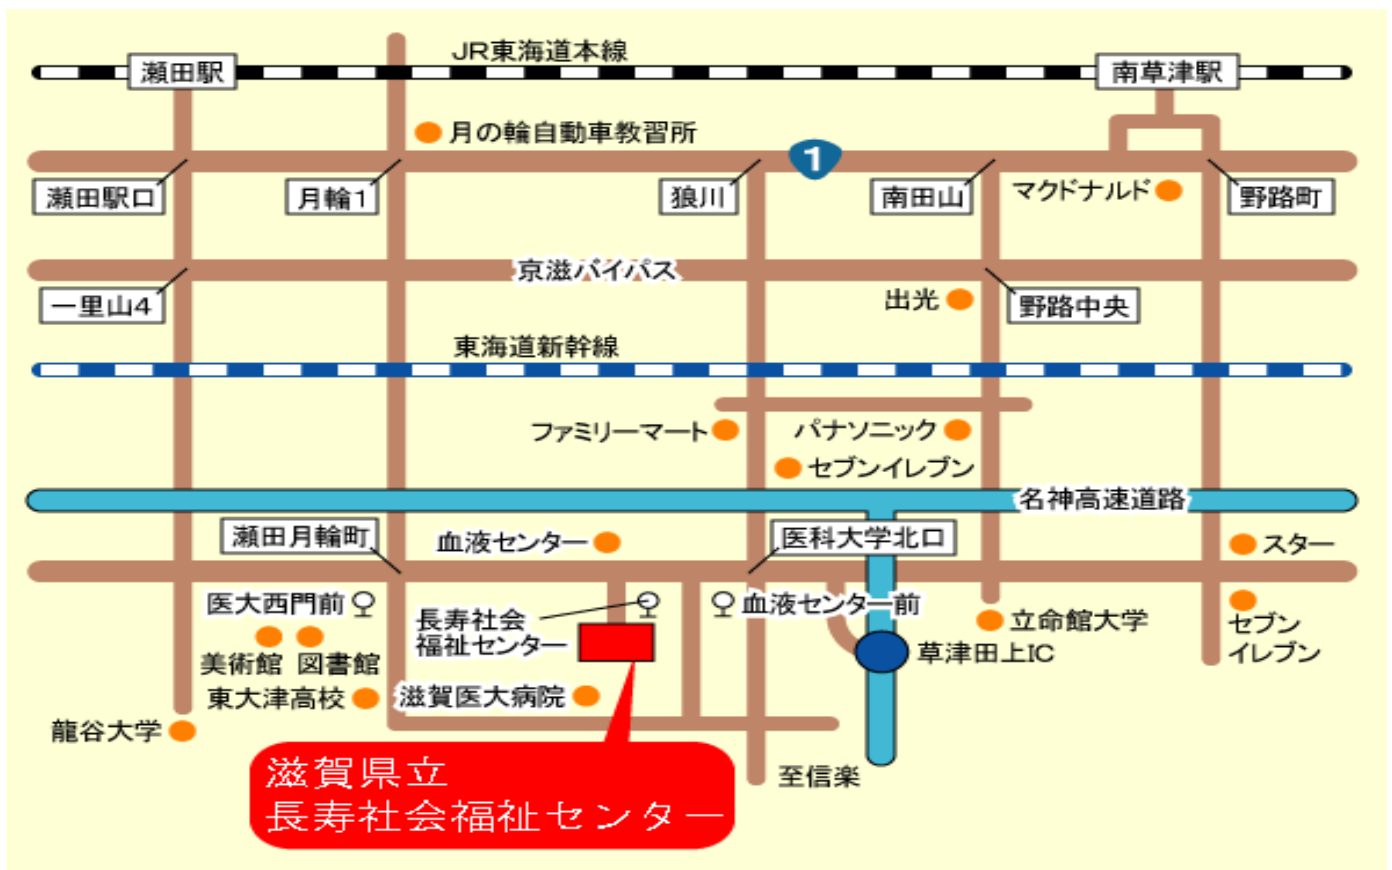 JR東海道本線
瀬田駅
南草津駅
月の輪自動車教習所
1
瀬田駅口
月輪1
狼川
南田山
マクドナルド
野路町
京滋バイパス
一里山4
出光
野路中央
東海道新幹線
ファミリーマート
パナソニック
セブンイレブン
名神高速道路
瀬田月輪町
血液センター
医科大学北口
スター
医大西門前
長寿社会
福祉センター
血液センター前
立命館大学
セブン
イレブン
美術館
図書館
草津田上IC
東大津高校
滋賀医大病院
龍谷大学
滋賀県立
長寿社会福祉センター
至信楽